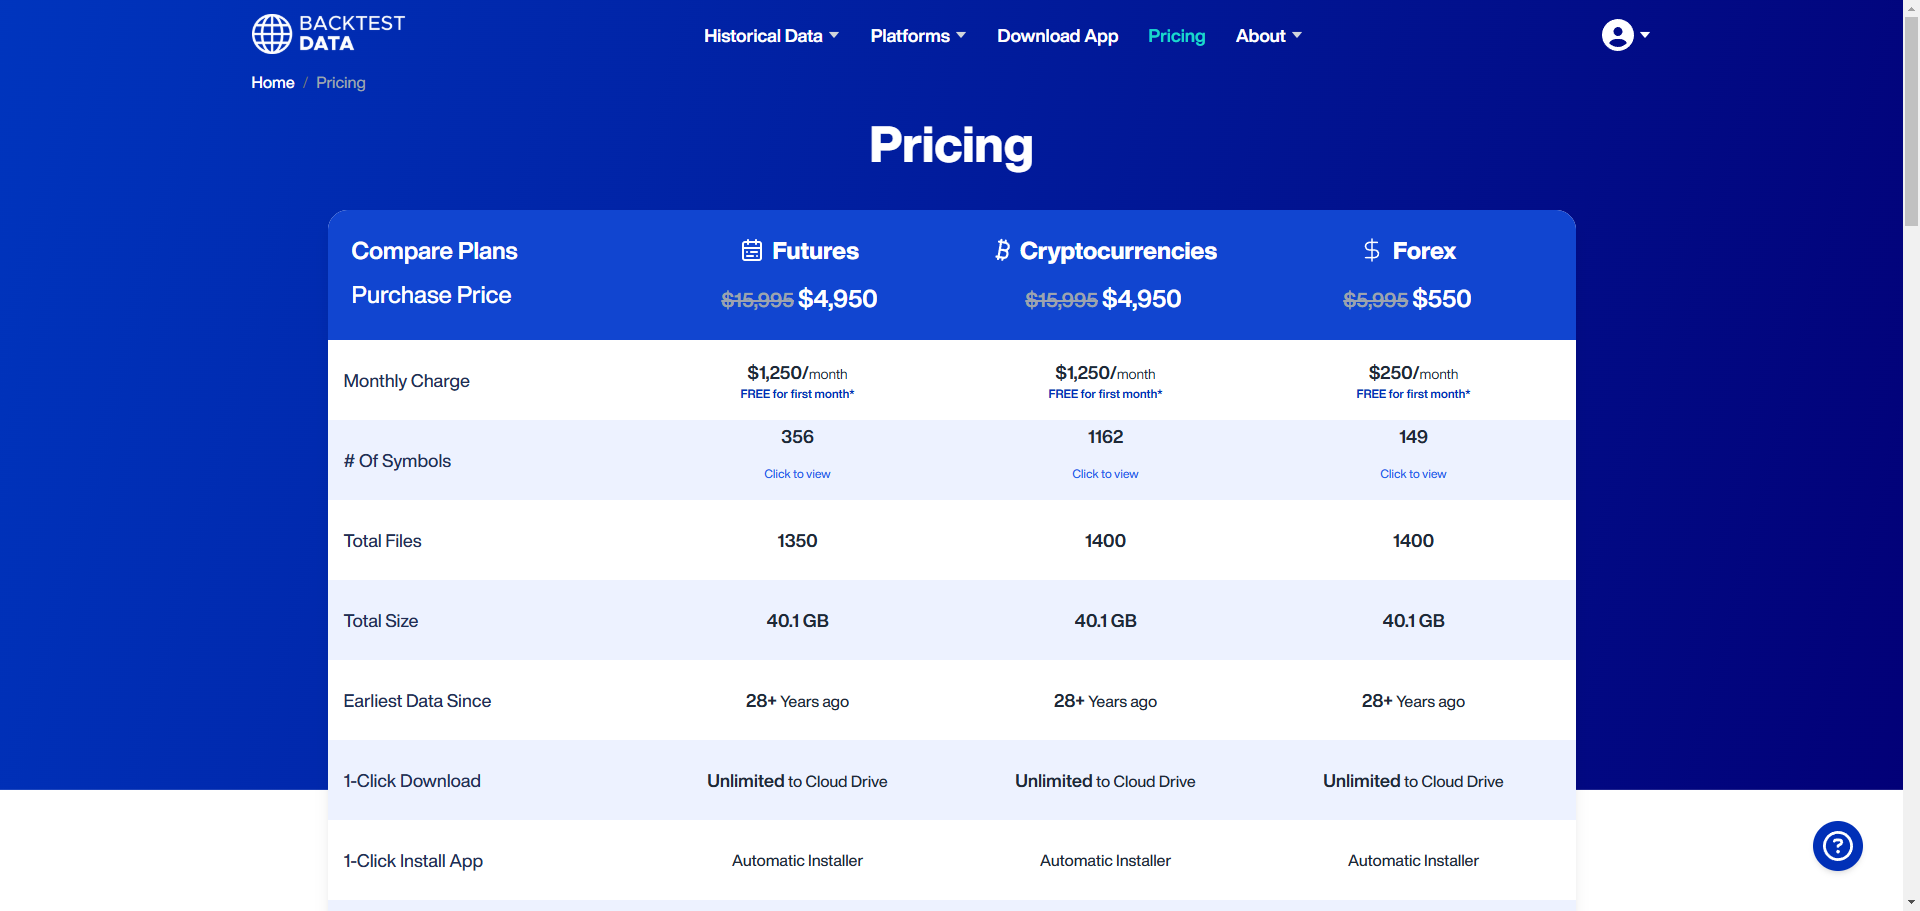 BACKTEST
DATA
Historical Data Platforms Download App Pricing About
Home / Pricing
Pricing
Compare Plans Futures Cryptocurrencies Forex
Purchase Price $15,995 $4,950 $15,995 $4,950 $5,995 $550
Monthly Charge $1,250/month $1,250/month $250/month
FREE for first month* FREE for first month* FREE for first month*
# Of Symbols 356 1162 149
Click to view Click to view Click to view
Total Files 1350 1400 1400
Total Size 40.1 GB 40.1 GB 40.1 GB
Earliest Data Since 28+ Years ago 28+ Years ago 28+ Years ago
1-Click Download Unlimited to Cloud Drive Unlimited to Cloud Drive Unlimited to Cloud Drive
1-Click Install App Automatic Installer Automatic Installer Automatic Installer